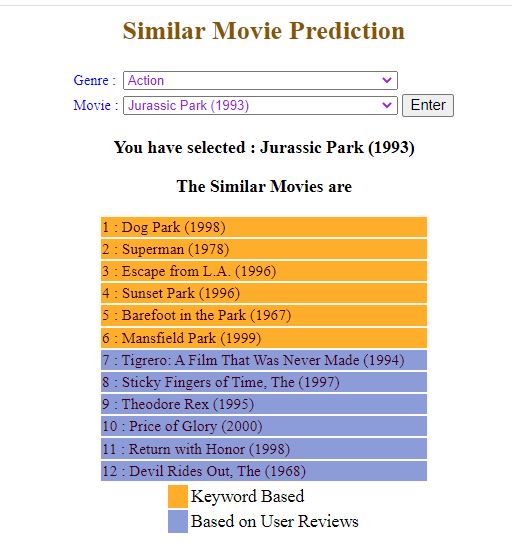 Similar Movie Prediction
Genre : Action
Movie : Jurassic Park (1993) Enter
You have selected : Jurassic Park (1993)
The Similar Movies are
1 : Dog Park (1998)
2 : Superman (1978)
3 : Escape from L.A. (1996)
4 : Sunset Park (1996)
5 : Barefoot in the Park (1967)
6 : Mansfield Park (1999)
7 : Tigrero: A Film That Was Never Made (1994)
8 : Sticky Fingers of Time, The (1997)
9 : Theodore Rex (1995)
10 : Price of Glory (2000)
11 : Return with Honor (1998)
12 : Devil Rides Out, The (1968)
Keyword Based
Based on User Reviews